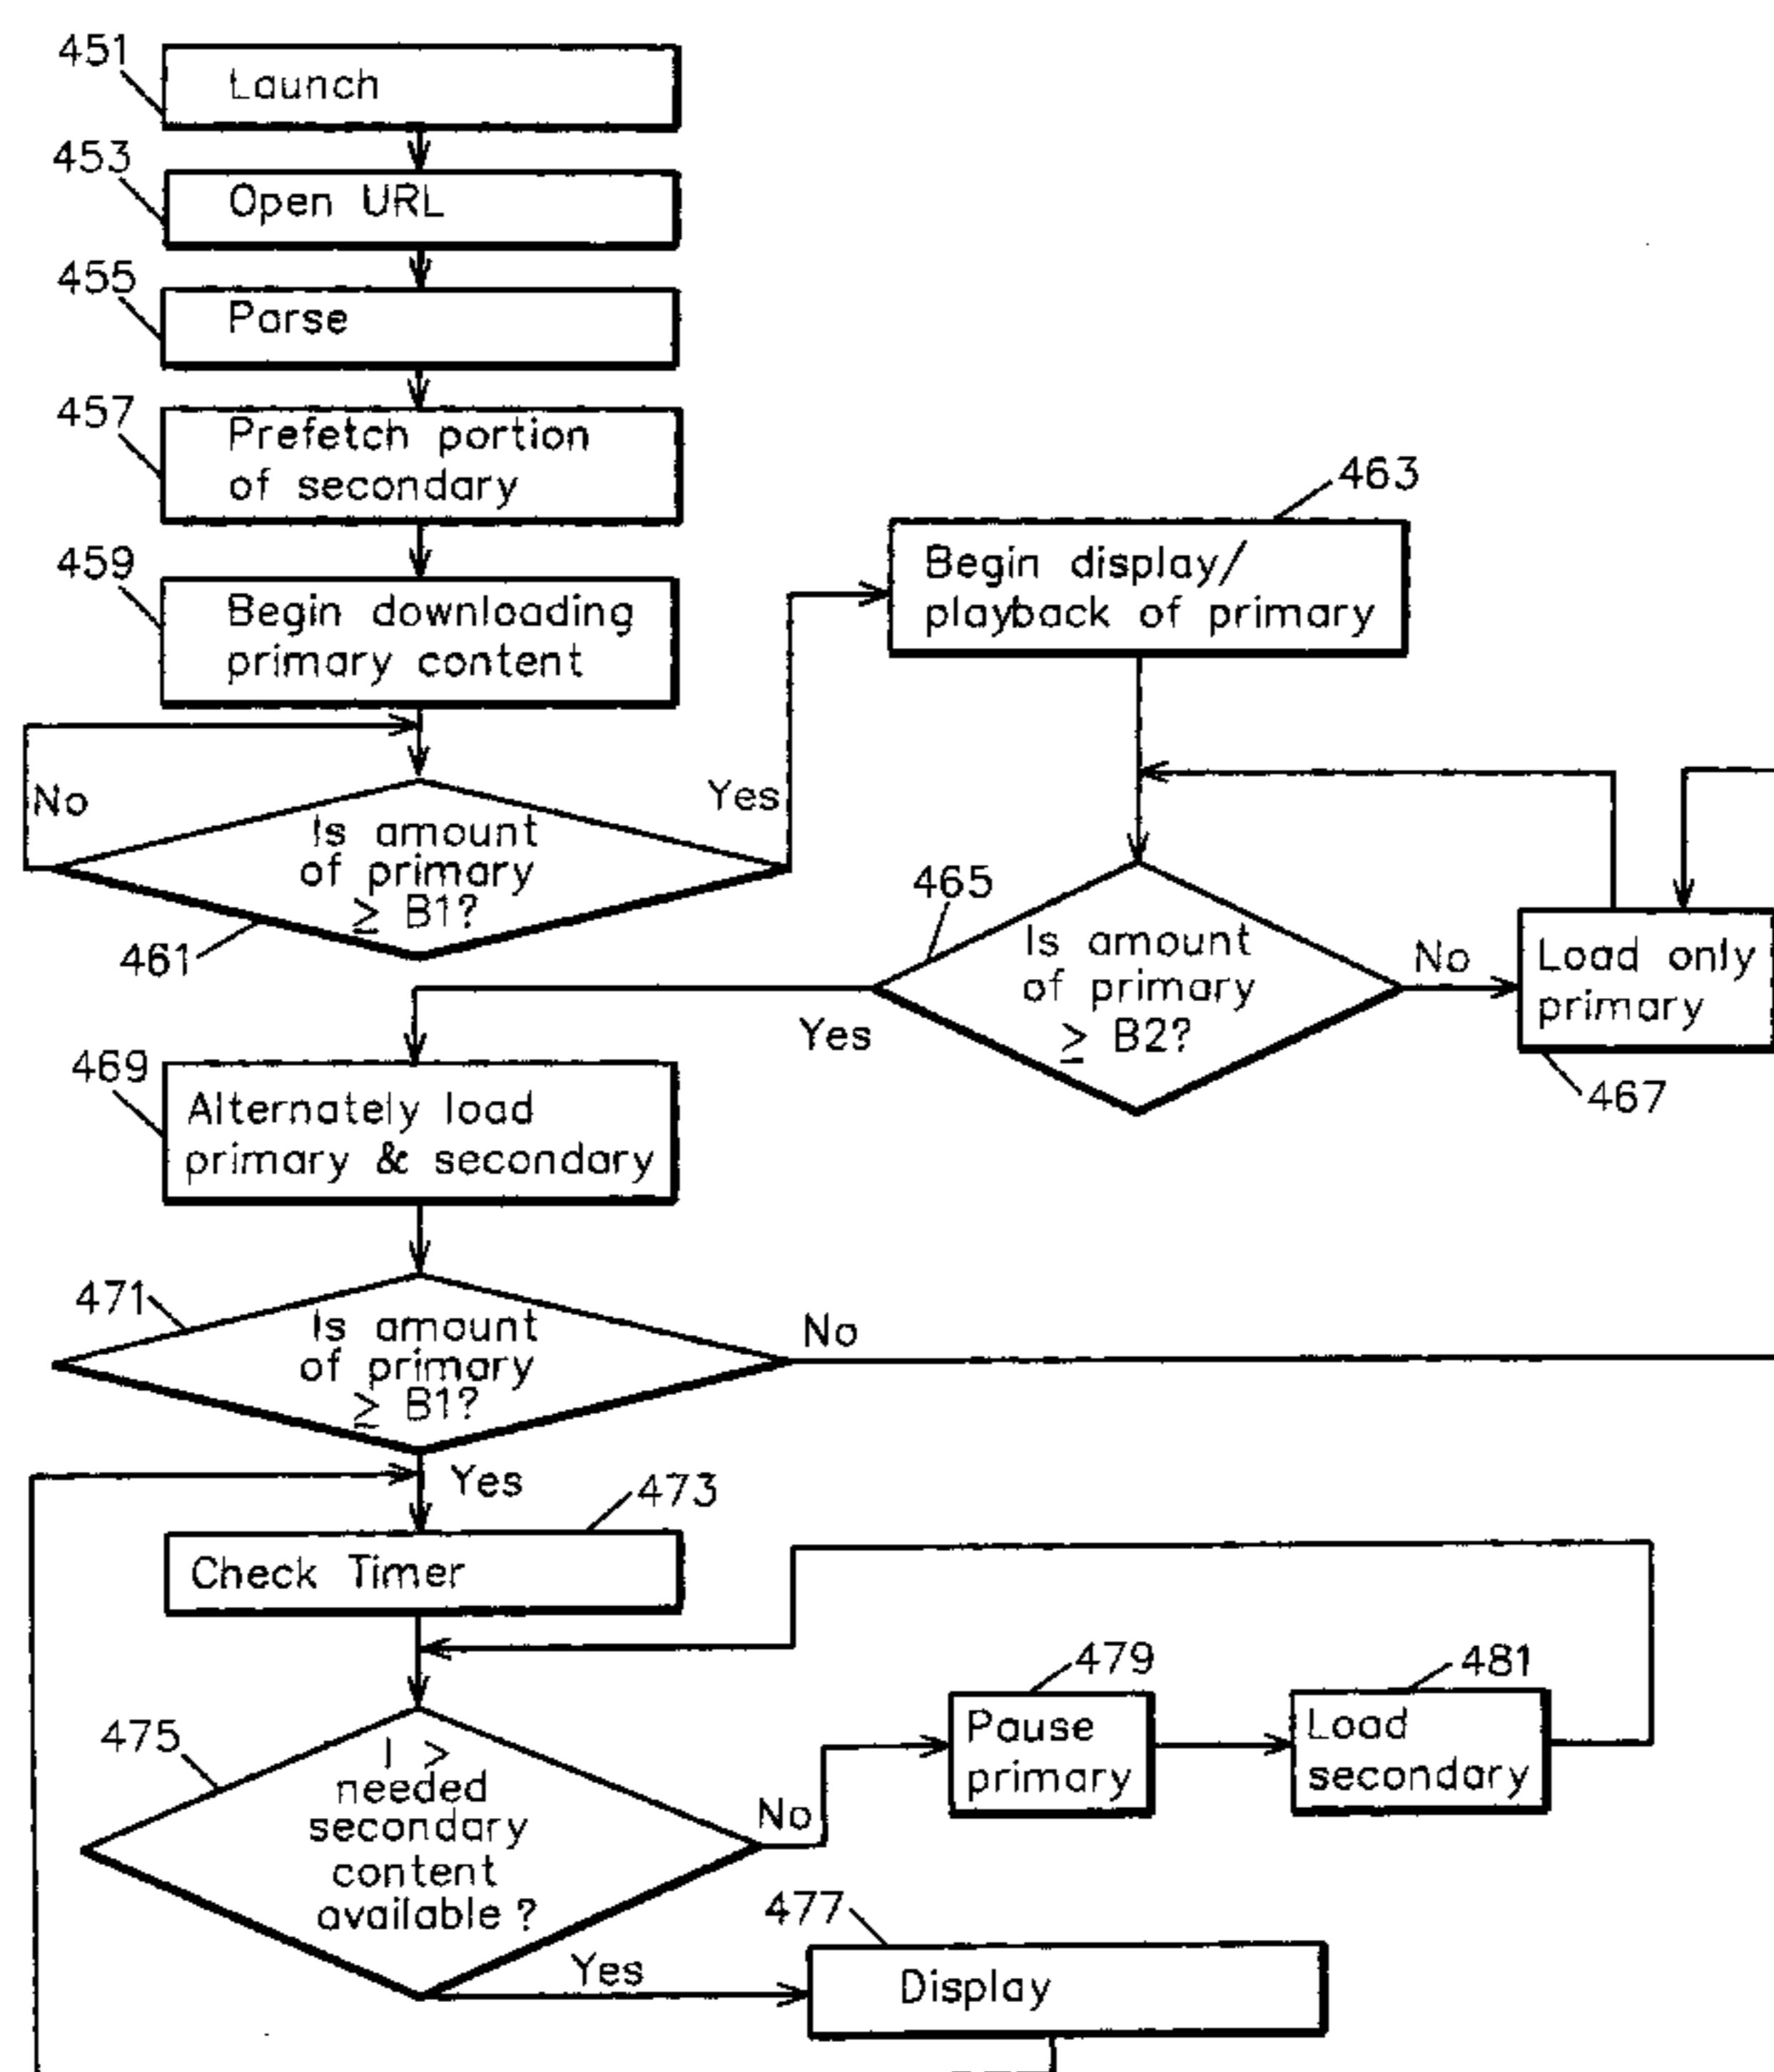 451
Launch
453
Open URL
455
Parse
457
Prefetch portion
of secondary
459
Begin downloading
primary content
No
Yes
Is amount
of primary
≥ B1?
461
463
Begin display/
playback of primary
465
Is amount
of primary
≥ B2?
No
Yes
Load only
primary
467
469
Alternately load
primary & secondary
471
Is amount
of primary
≥ B1?
No
Yes
473
Check Timer
475
I >
needed
secondary
content
available?
No
Yes
479
Pause
primary
481
Load
secondary
477
Display